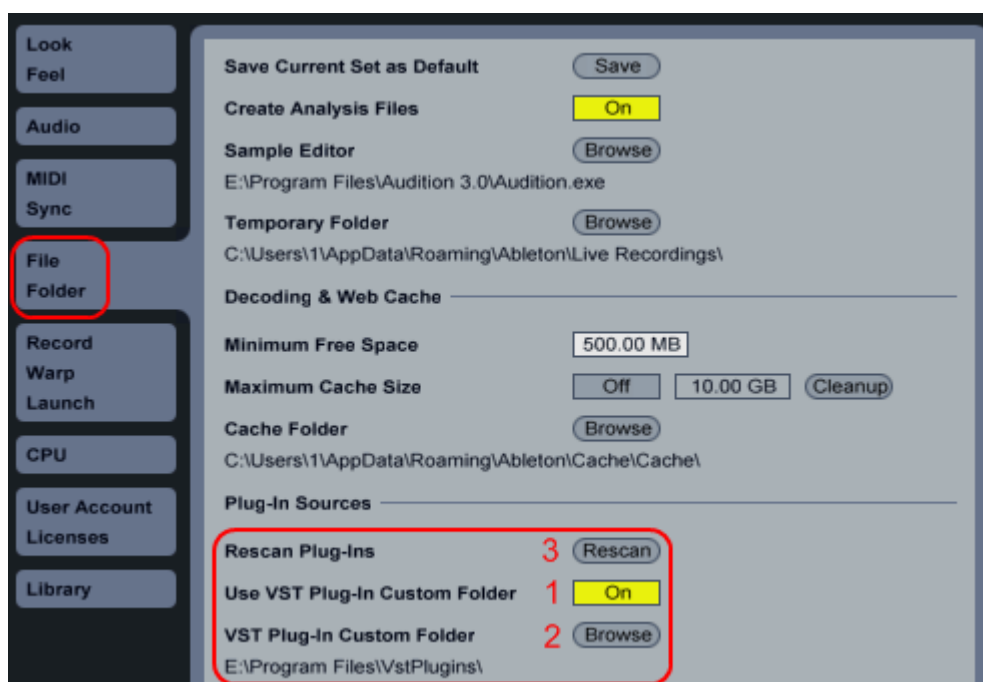 Look
Feel
Audio
MIDI
Sync
File
Folder
Record
Warp
Launch
CPU
User Account
Licenses
Library
Save Current Set as Default Save
Create Analysis Files On
Sample Editor Browse
E:\Program Files\Audition 3.0\Audition.exe
Temporary Folder Browse
C:\Users\1\AppData\Roaming\Ableton\Live Recordings\
Decoding & Web Cache
Minimum Free Space 500.00 MB
Maximum Cache Size Off 10.00 GB Cleanup
Cache Folder Browse
C:\Users\1\AppData\Roaming\Ableton\Cache\Cache\
Plug-In Sources
Rescan Plug-Ins 3 Rescan
Use VST Plug-In Custom Folder 1 On
VST Plug-In Custom Folder 2 Browse
E:\Program Files\VstPlugins\